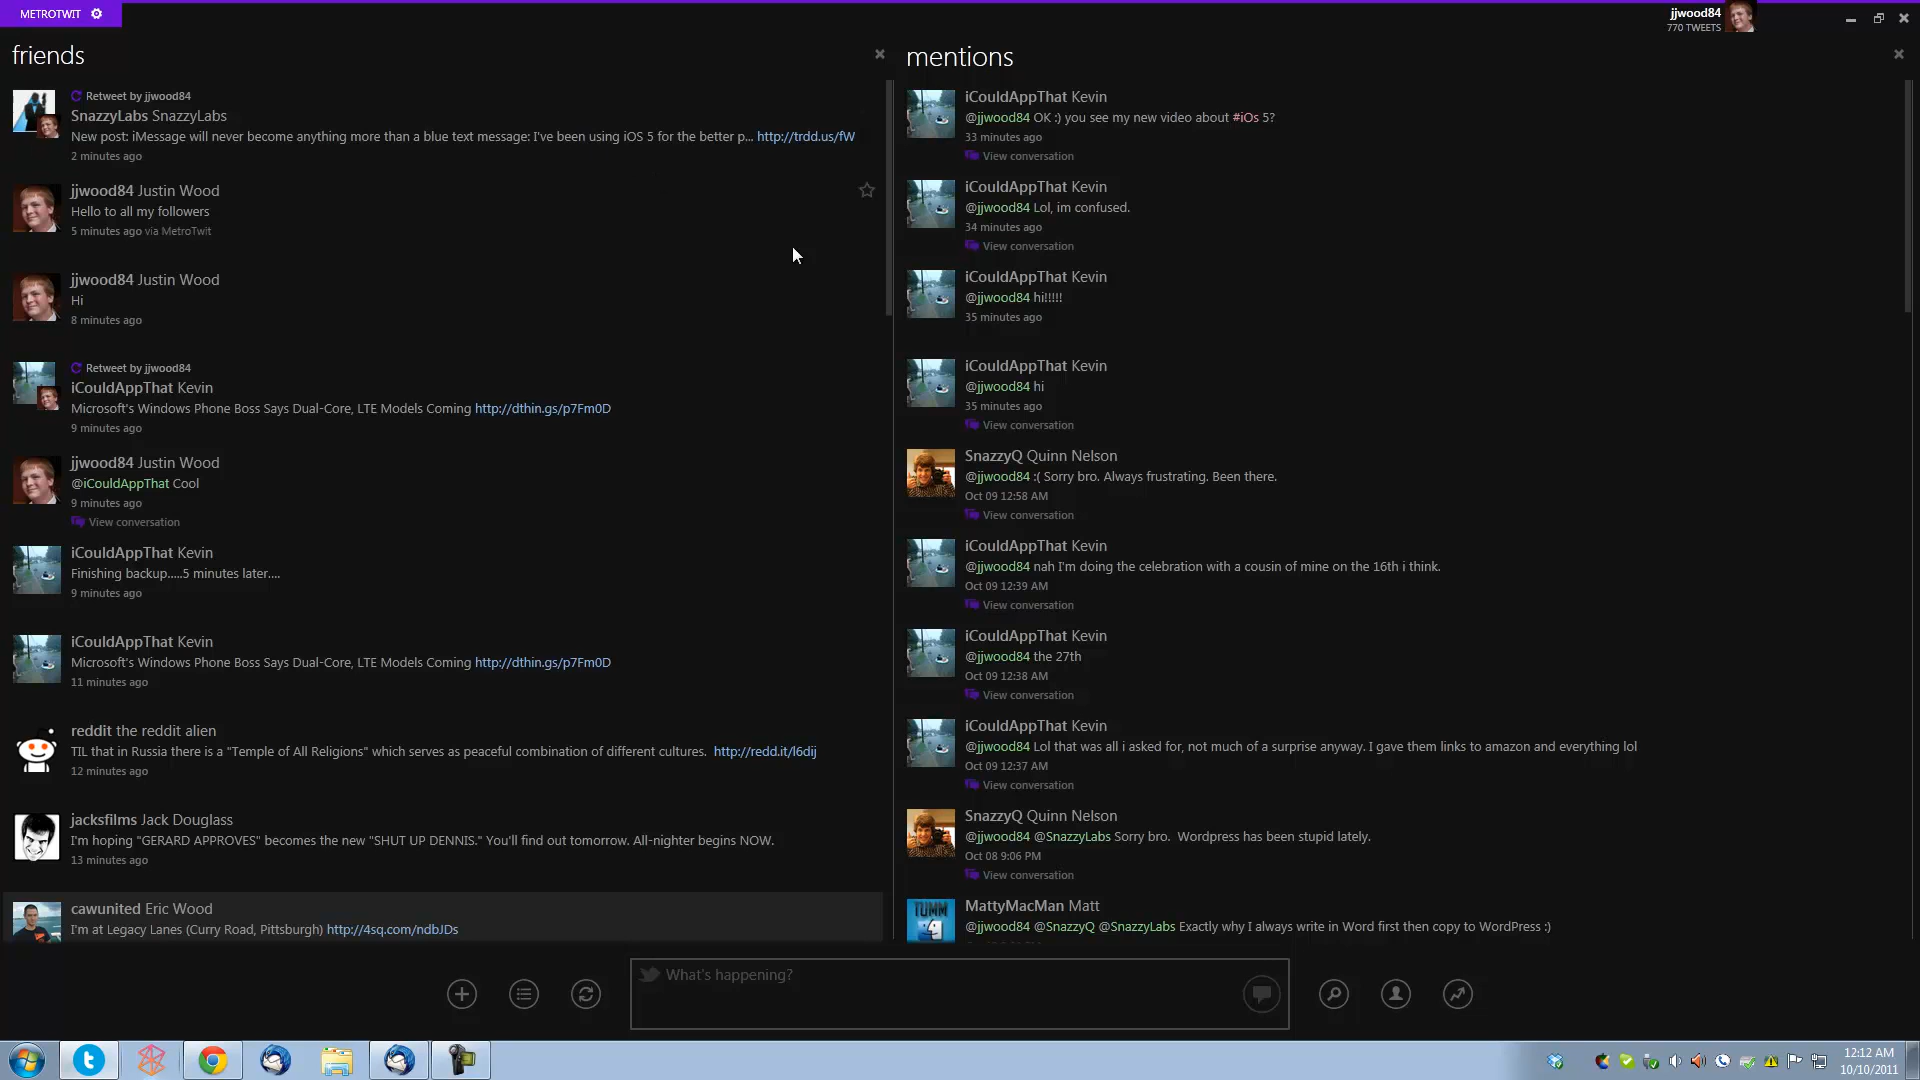 METROTWIT
jjwood84
770 TWEETS
friends
Retweet by jjwood84
SnazzyLabs SnazzyLabs
New post: iMessage will never become anything more than a blue text message: I've been using iOS 5 for the better p... http://trdd.us/fW
2 minutes ago
jjwood84 Justin Wood
Hello to all my followers
5 minutes ago via MetroTwit
jjwood84 Justin Wood
Hi
8 minutes ago
Retweet by jjwood84
iCouldAppThat Kevin
Microsoft's Windows Phone Boss Says Dual-Core, LTE Models Coming http://dthin.gs/p7Fm0D
9 minutes ago
jjwood84 Justin Wood
@iCouldAppThat Cool
9 minutes ago
View conversation
iCouldAppThat Kevin
Finishing backup.....5 minutes later....
9 minutes ago
iCouldAppThat Kevin
Microsoft's Windows Phone Boss Says Dual-Core, LTE Models Coming http://dthin.gs/p7Fm0D
11 minutes ago
reddit the reddit alien
TIL that in Russia there is a "Temple of All Religions" which serves as peaceful combination of different cultures. http://redd.it/l6dij
12 minutes ago
jacksfilms Jack Douglass
I'm hoping "GERARD APPROVES" becomes the new "SHUT UP DENNIS." You'll find out tomorrow. All-nighter begins NOW.
13 minutes ago
cawunited Eric Wood
I'm at Legacy Lanes (Curry Road, Pittsburgh) http://4sq.com/ndbJDs
mentions
iCouldAppThat Kevin
@jjwood84 OK :) you see my new video about #iOs 5?
33 minutes ago
View conversation
iCouldAppThat Kevin
@jjwood84 Lol, im confused.
34 minutes ago
View conversation
iCouldAppThat Kevin
@jjwood84 hi!!!!!
35 minutes ago
iCouldAppThat Kevin
@jjwood84 hi
35 minutes ago
View conversation
SnazzyQ Quinn Nelson
@jjwood84 :( Sorry bro. Always frustrating. Been there.
Oct 09 12:58 AM
View conversation
iCouldAppThat Kevin
@jjwood84 nah I'm doing the celebration with a cousin of mine on the 16th i think.
Oct 09 12:39 AM
View conversation
iCouldAppThat Kevin
@jjwood84 the 27th
Oct 09 12:38 AM
View conversation
iCouldAppThat Kevin
@jjwood84 Lol that was all i asked for, not much of a surprise anyway. I gave them links to amazon and everything lol
Oct 09 12:37 AM
View conversation
SnazzyQ Quinn Nelson
@jjwood84 @SnazzyLabs Sorry bro. Wordpress has been stupid lately.
Oct 08 9:06 PM
View conversation
MattyMacMan Matt
@jjwood84 @SnazzyQ @SnazzyLabs Exactly why I always write in Word first then copy to WordPress :)
TUMM
What's happening?
12:12 AM
10/10/2011